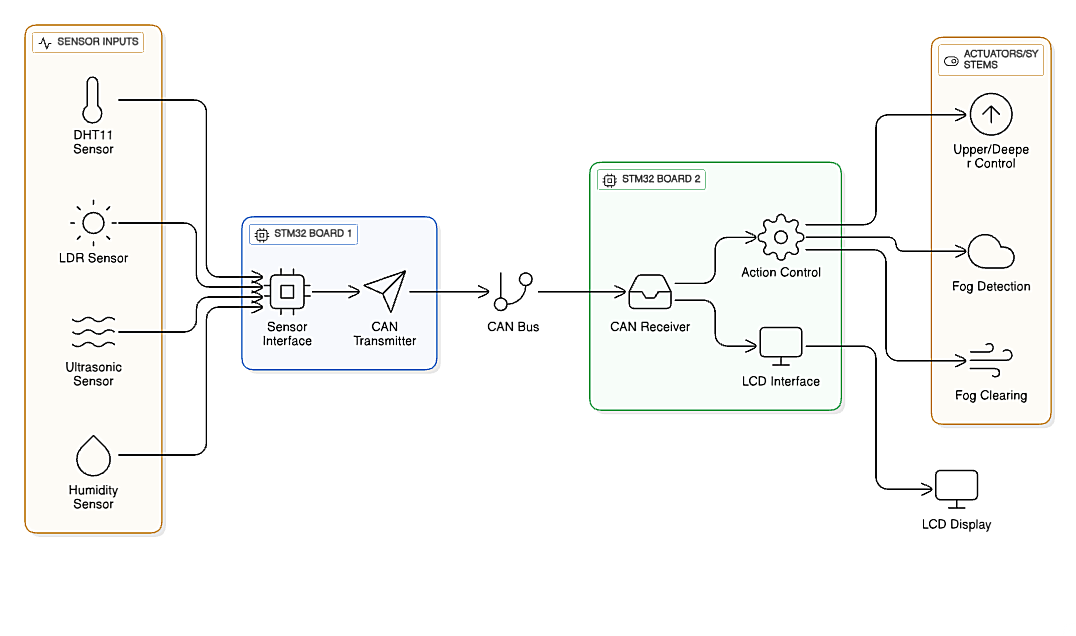 SENSOR INPUTS
DHT11
Sensor
LDR Sensor
Ultrasonic
Sensor
Humidity
Sensor
STM32 BOARD 1
Sensor
Interface
CAN
Transmitter
CAN Bus
STM32 BOARD 2
CAN Receiver
Action Control
LCD Interface
ACTUATORS/SY
STEMS
Upper/Deepe
r Control
Fog Detection
Fog Clearing
LCD Display